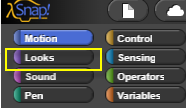 Snap!
Motion Control
Looks Sensing
Sound Operators
Pen Variables